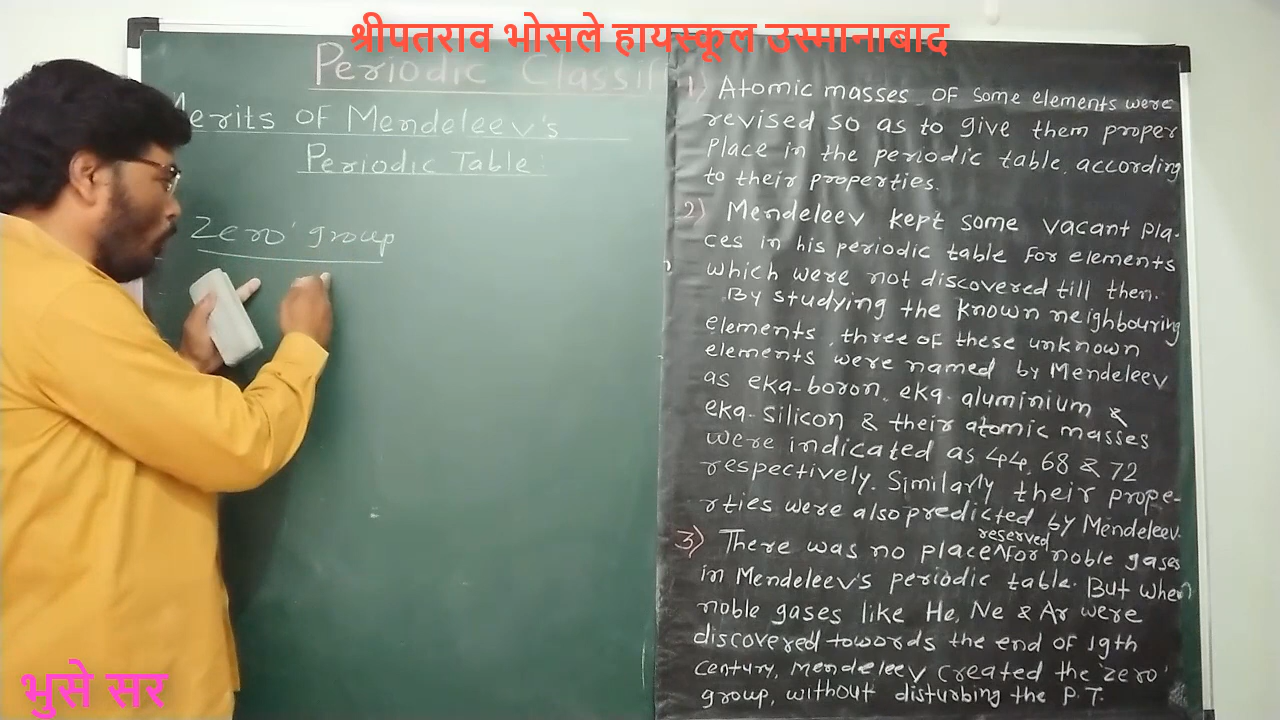 श्रीपतराव भोसले हायस्कूल उस्मानाबाद
Periodic Classif
Merits OF Mendeleev's
Periodic Table:
Zero' group
1) Atomic masses of some elements were
revised so as to give them proper
Place in the periodic table, according
to their properties.
2) Mendeleev kept some vacant pla-
ces in his periodic table For elements
which were not discovered till then.
By studying the known neighbouring
elements, three of these unknown
elements were named by Mendeleev
as eka-boron, eka-aluminium &
eka-silicon & their atomic masses
were indicated as 44, 68 & 72
respectively. Similarly their prope-
rties were also predicted by Mendeleev.
reserved
3) There was no place ^ for noble gases
in Mendeleev's periodic table. But when
noble gases like He, Ne & Ar were
discovered towords the end of 19th
century, Mendeleev created the 'zero'
group, without disturbing the P.T.
भुसे सर